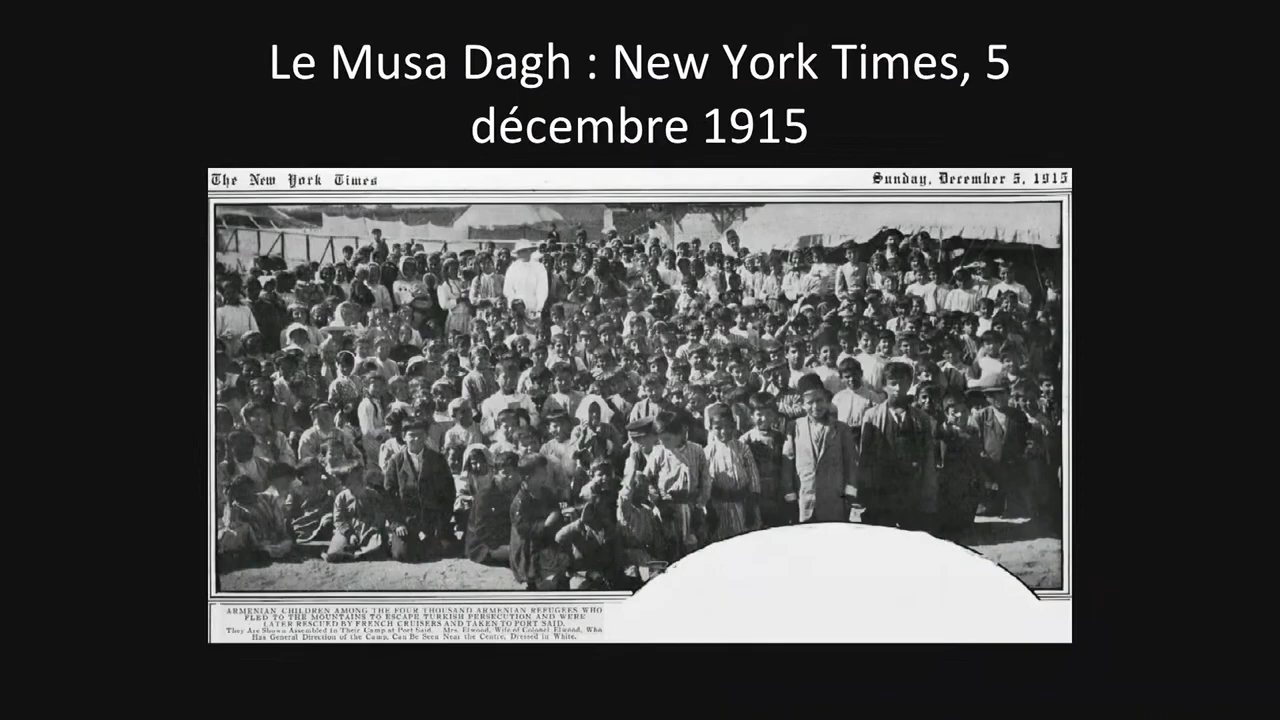 Le Musa Dagh : New York Times, 5
décembre 1915
The New York Times
Sunday, December 5, 1915
ARMENIAN CHILDREN AMONG THE FOUR THOUSAND ARMENIAN REFUGEES WHO
FLED TO THE MOUNTAINS TO ESCAPE TURKISH PERSECUTION AND WERE
LATER RESCUED BY FRENCH CRUISERS AND TAKEN TO PORT SAID.
They Are Shown Assembled in Their Camp at Port Said. Mrs. Elwood, Wife of Colonel Elwood, Who
Has General Direction of the Camp, Can Be Seen Near the Centre, Dressed in White.